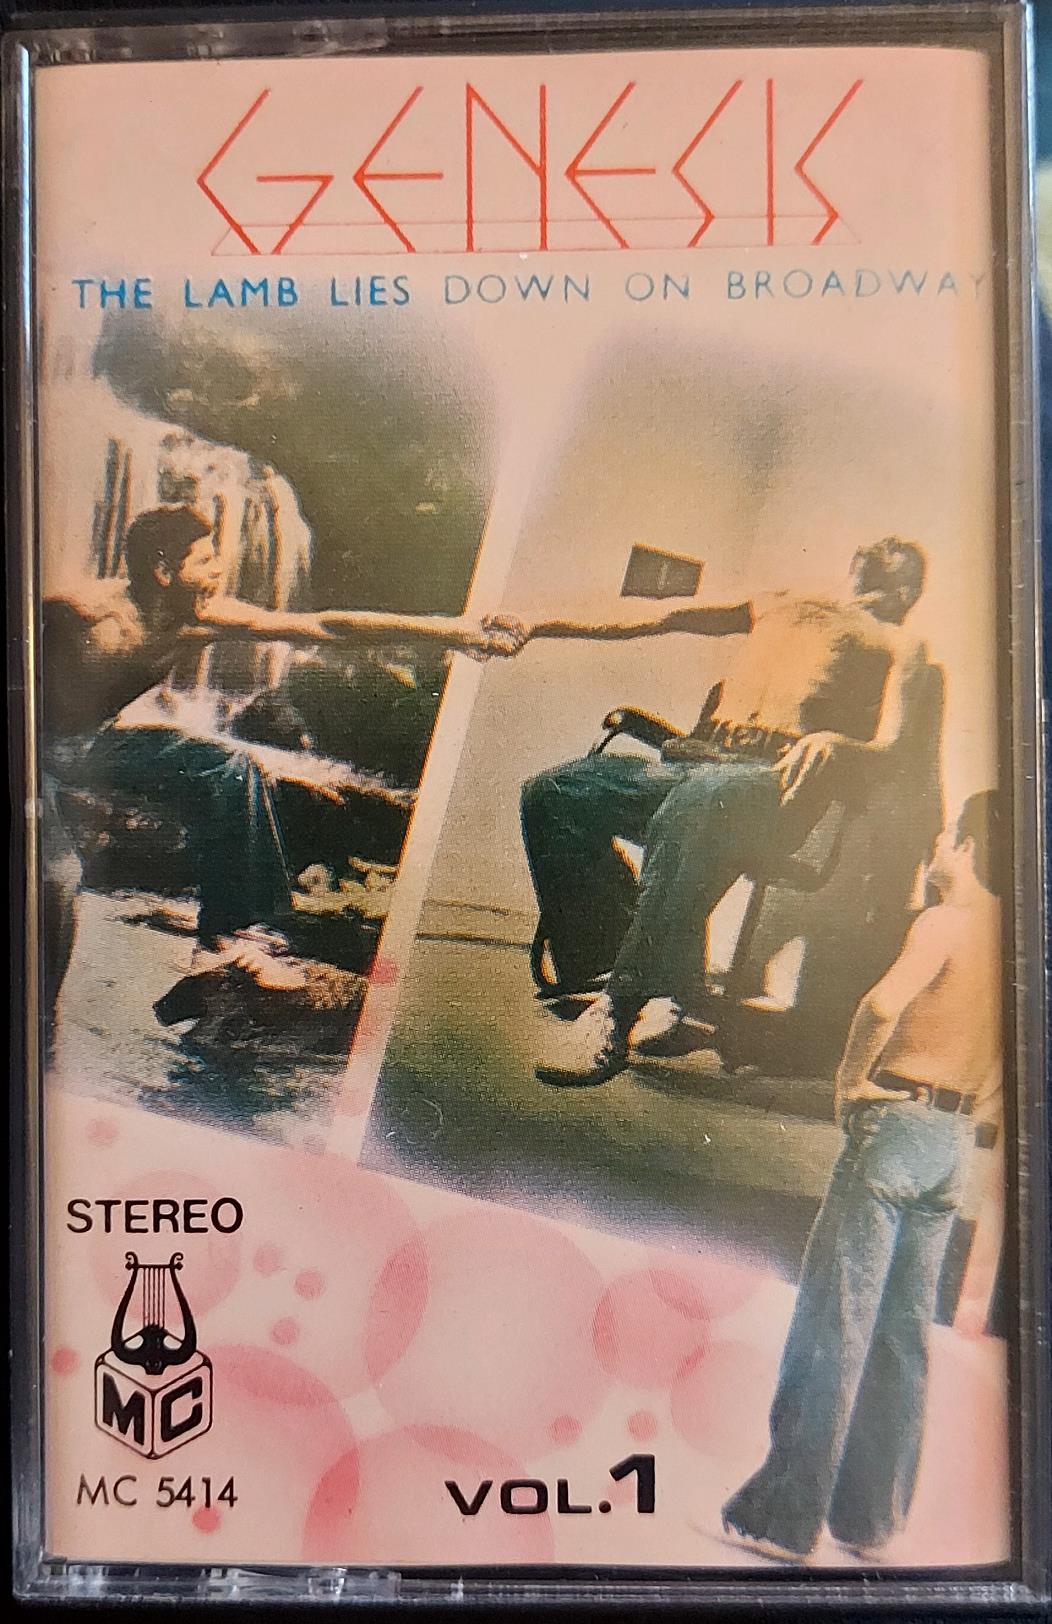 GENESIS
THE LAMB LIES DOWN ON BROADWAY
STEREO
MC
MC 5414
VOL.1